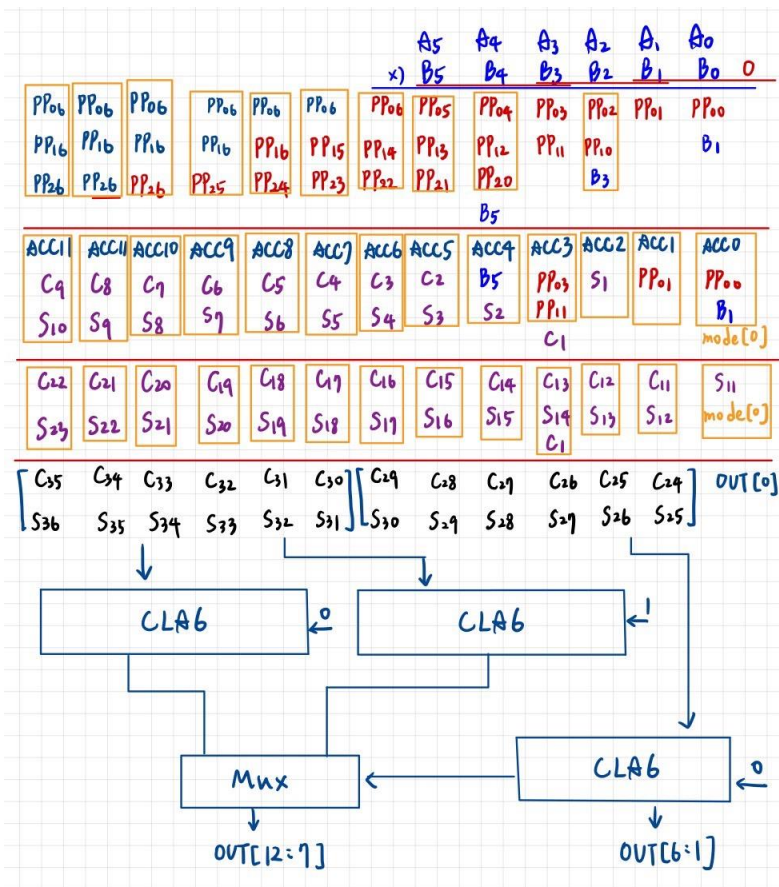 A5 A4 A3 A2 A1 A0
x) B5 B4 B3 B2 B1 B0 0
PP06 PP06 PP06 PP06 PP06 PP06 PP06 PP05 PP04 PP03 PP02 PP01 PP00
PP16 PP16 PP16 PP16 PP16 PP15 PP14 PP13 PP12 PP11 PP10 B1
PP26 PP26 PP26 PP25 PP24 PP23 PP22 PP21 PP20 B3
B5
ACC11 ACC11 ACC10 ACC9 ACC8 ACC7 ACC6 ACC5 ACC4 ACC3 ACC2 ACC1 ACC0
C9 C8 C7 C6 C5 C4 C3 C2 B5 PP03 S1 PP01 PP00
S10 S9 S8 S7 S6 S5 S4 S3 S2 PP11 B1
C1 mode[0]
C22 C21 C20 C19 C18 C17 C16 C15 C14 C13 C12 C11 S11
S23 S22 S21 S20 S19 S18 S17 S16 S15 S14 S13 S12 mode[0]
C1
C35 C34 C33 C32 C31 C30 C29 C28 C27 C26 C25 C24 OUT[0]
S36 S35 S34 S33 S32 S31 S30 S29 S28 S27 S26 S25
CLA6 0 CLA6 1
Mux CLA6 0
OUT[12:7] OUT[6:1]